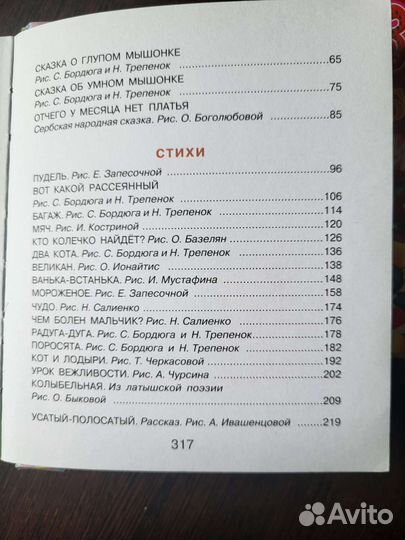 СКАЗКА О ГЛУПОМ МЫШОНКЕ
Рис. С. Бордюга и Н. Трепенок ........ 65
СКАЗКА ОБ УМНОМ МЫШОНКЕ
Рис. С. Бордюга и Н. Трепенок ........ 75
ОТЧЕГО У МЕСЯЦА НЕТ ПЛАТЬЯ
Сербская народная сказка. Рис. О. Боголюбовой .... 85
СТИХИ
ПУДЕЛЬ. Рис. Е. Запесочной ........ 96
ВОТ КАКОЙ РАССЕЯННЫЙ
Рис. С. Бордюга и Н. Трепенок ........ 106
БАГАЖ. Рис. С. Бордюга и Н. Трепенок ........ 114
МЯЧ. Рис. И. Костриной ........ 120
КТО КОЛЕЧКО НАЙДЁТ? Рис. О. Базелян ........ 126
ДВА КОТА. Рис. С. Бордюга и Н. Трепенок ........ 136
ВЕЛИКАН. Рис. О. Ионайтис ........ 138
ВАНЬКА-ВСТАНЬКА. Рис. И. Мустафина ........ 148
МОРОЖЕНОЕ. Рис. Е. Запесочной ........ 158
ЧУДО. Рис. Н. Салиенко ........ 174
ЧЕМ БОЛЕН МАЛЬЧИК? Рис. Н. Салиенко ........ 176
РАДУГА-ДУГА. Рис. С. Бордюга и Н. Трепенок ........ 178
ПОРОСЯТА. Рис. С. Бордюга и Н. Трепенок ........ 182
КОТ И ЛОДЫРИ. Рис. Т. Черкасовой ........ 192
УРОК ВЕЖЛИВОСТИ. Рис. А. Чурсина ........ 202
КОЛЫБЕЛЬНАЯ. Из латышской поэзии
Рис. О. Быковой ........ 209
УСАТЫЙ-ПОЛОСАТЫЙ. Рассказ. Рис. А. Ивашенцовой ........ 219
317
Avito